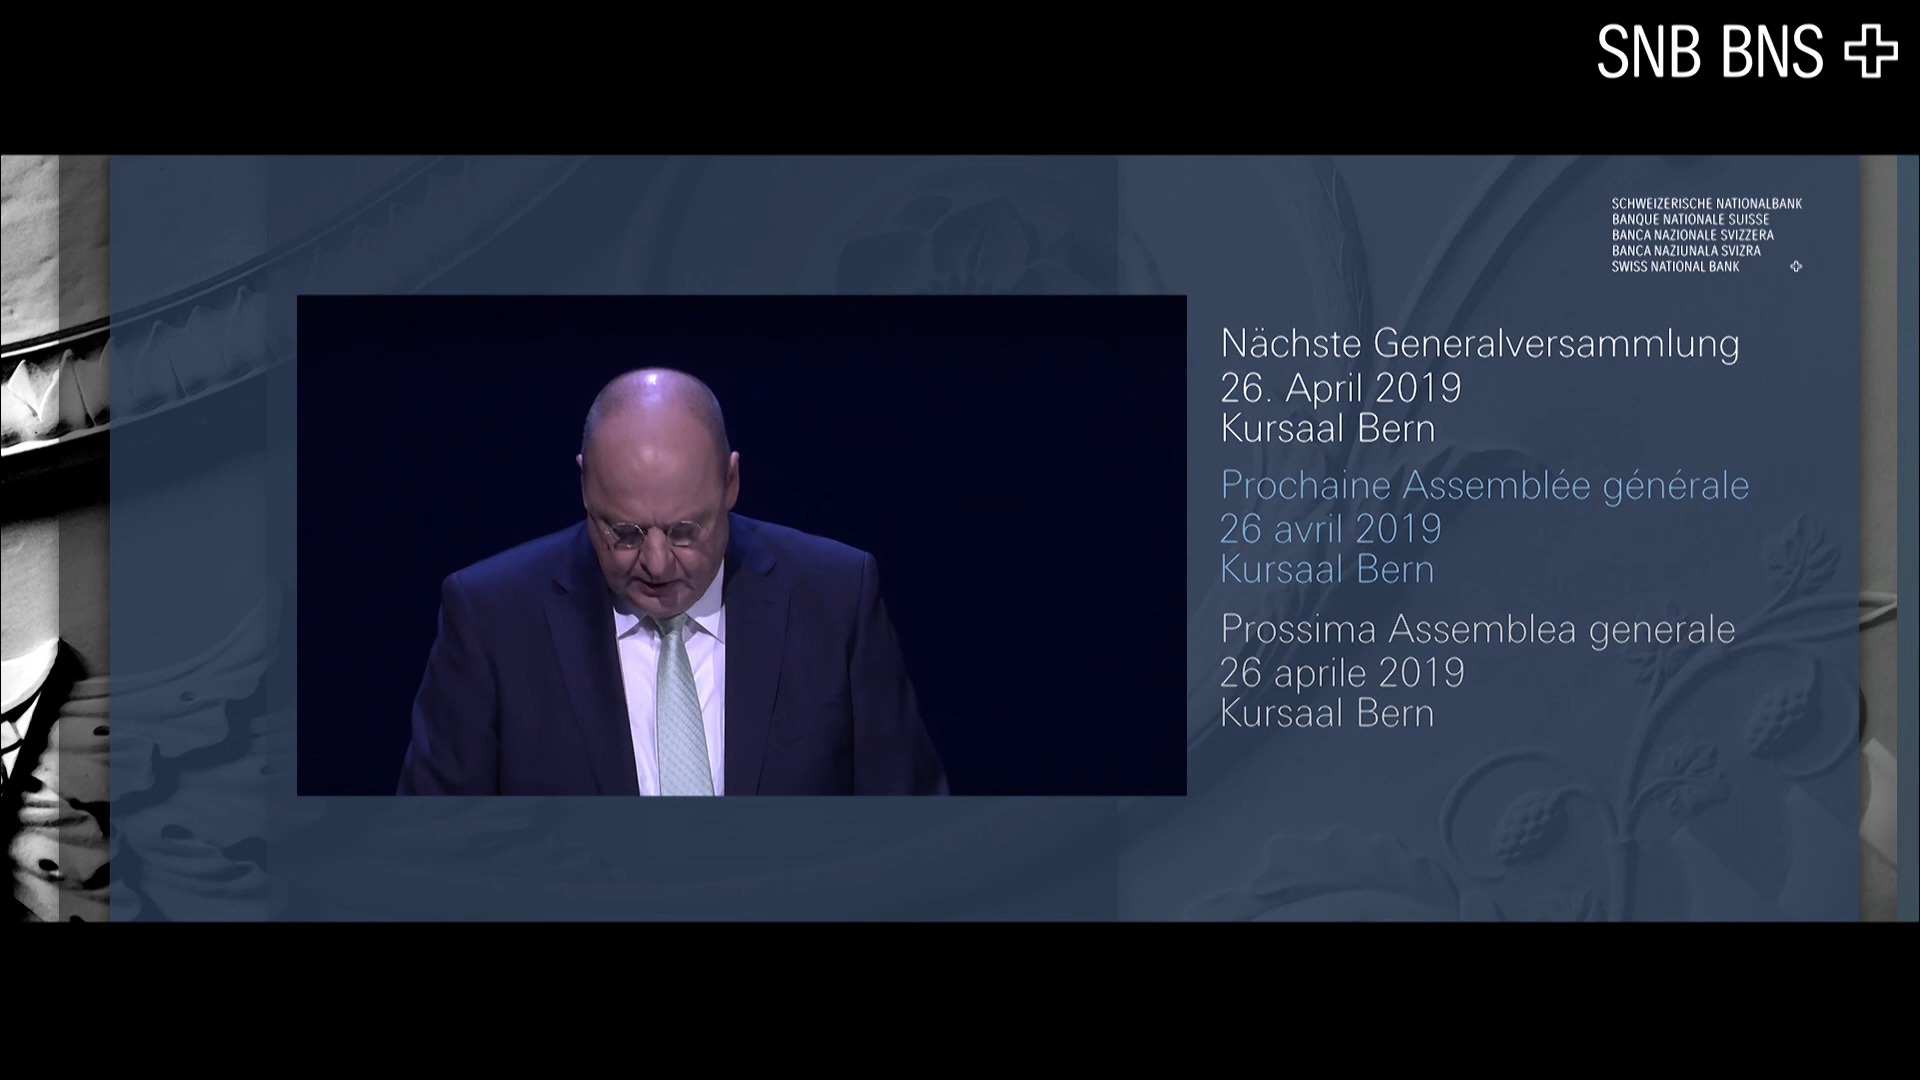 SNB BNS
SCHWEIZERISCHE NATIONALBANK
BANQUE NATIONALE SUISSE
BANCA NAZIONALE SVIZZERA
BANCA NAZIUNALA SVIZRA
SWISS NATIONAL BANK
Nächste Generalversammlung
26. April 2019
Kursaal Bern
Prochaine Assemblée générale
26 avril 2019
Kursaal Bern
Prossima Assemblea generale
26 aprile 2019
Kursaal Bern